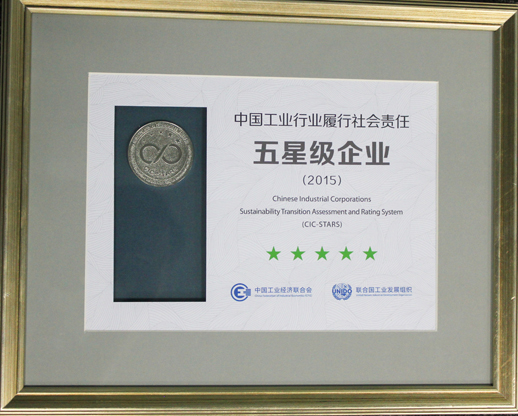 中国工业行业履行社会责任
五星级企业
(2015)
Chinese Industrial Corporations
Sustainability Transition Assessment and Rating System
(CIC-STARS)
中国工业经济联合会
UNIDO
联合国工业发展组织